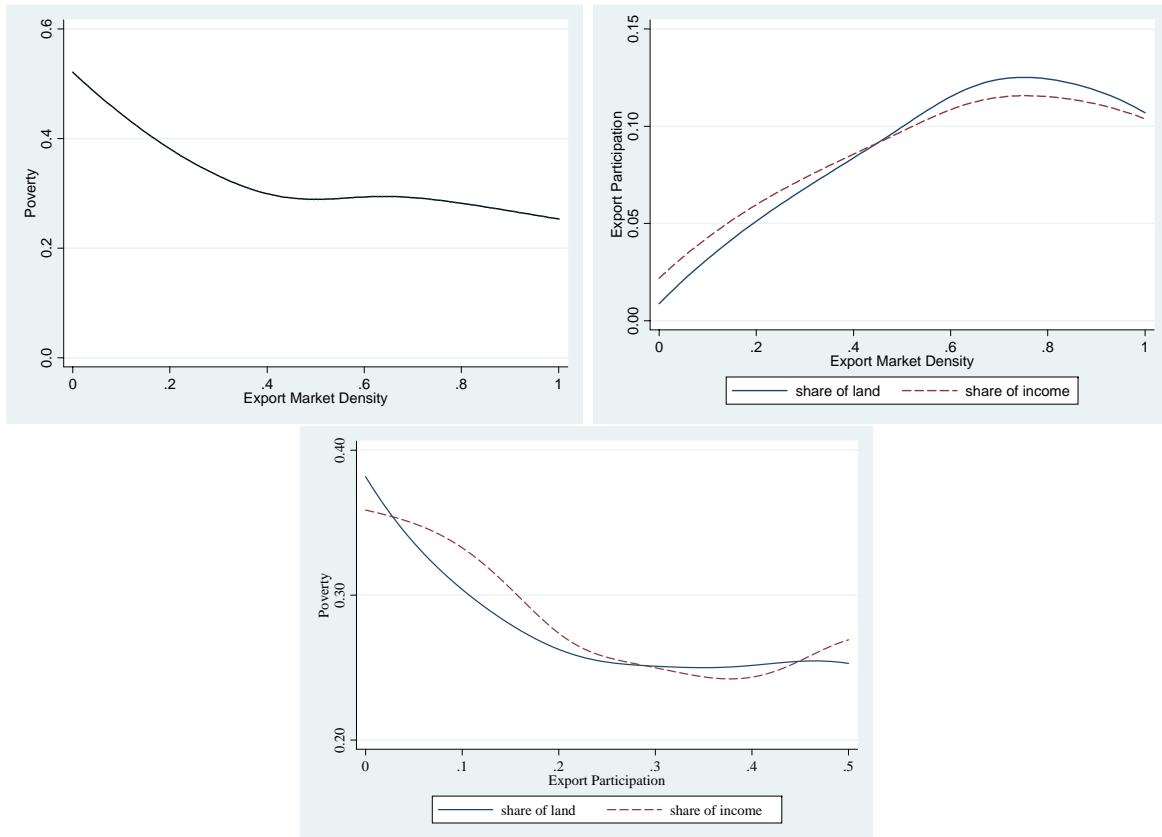 Poverty
0.6
0.4
0.2
0.0
0 .2 .4 .6 .8 1
Export Market Density
Export Participation
0.15
0.10
0.05
0.00
0 .2 .4 .6 .8 1
Export Market Density
share of land share of income
Poverty
0.40
0.30
0.20
0 .1 .2 .3 .4 .5
Export Participation
share of land share of income